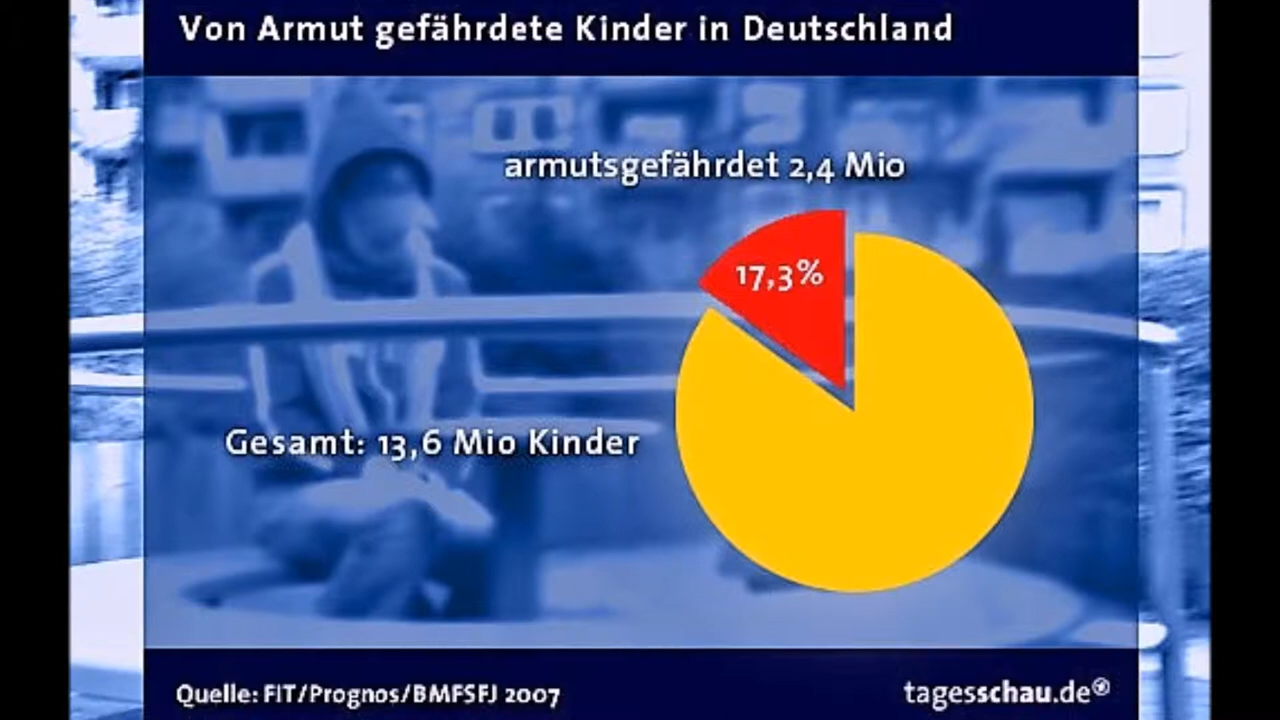 Von Armut gefährdete Kinder in Deutschland
armutsgefährdet 2,4 Mio
17,3%
Gesamt: 13,6 Mio Kinder
Quelle: FIT/Prognos/BMFSFJ 2007
tagesschau.de